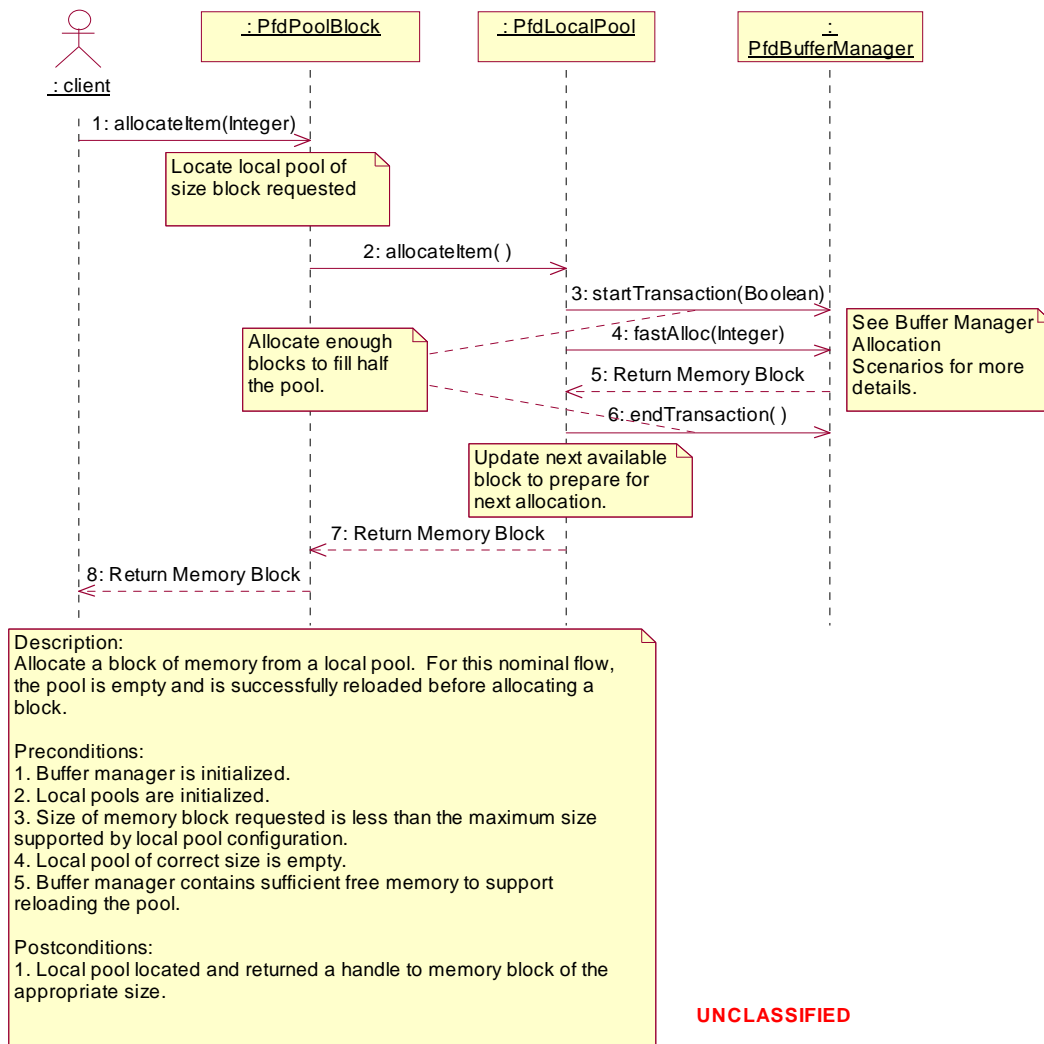 : client
: PfdPoolBlock
: PfdLocalPool
:
PfdBufferManager
1: allocateItem(Integer)
Locate local pool of
size block requested
2: allocateItem( )
3: startTransaction(Boolean)
Allocate enough
blocks to fill half
the pool.
4: fastAlloc(Integer)
See Buffer Manager
Allocation
Scenarios for more
details.
5: Return Memory Block
6: endTransaction( )
Update next available
block to prepare for
next allocation.
7: Return Memory Block
8: Return Memory Block
Description:
Allocate a block of memory from a local pool.  For this nominal flow,
the pool is empty and is successfully reloaded before allocating a
block.
Preconditions:
1. Buffer manager is initialized.
2. Local pools are initialized.
3. Size of memory block requested is less than the maximum size
supported by local pool configuration.
4. Local pool of correct size is empty.
5. Buffer manager contains sufficient free memory to support
reloading the pool.
Postconditions:
1. Local pool located and returned a handle to memory block of the
appropriate size.
UNCLASSIFIED